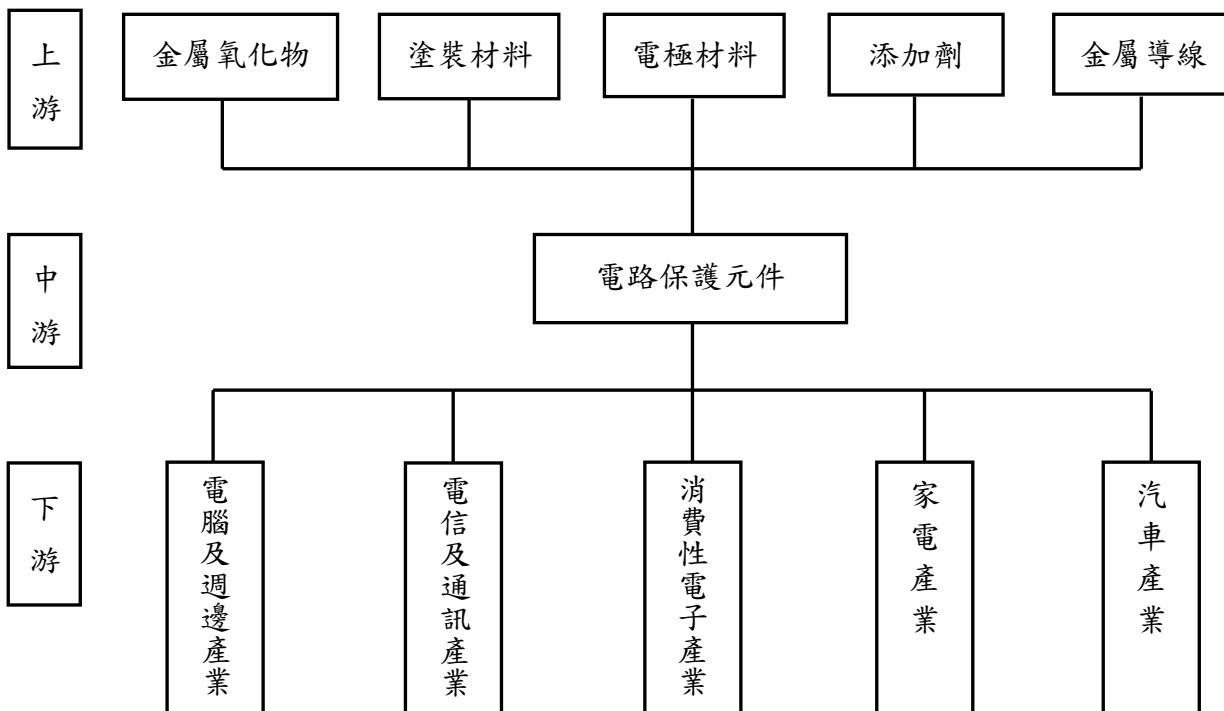 上游
金屬氧化物
塗裝材料
電極材料
添加劑
金屬導線
中游
電路保護元件
下游
電腦及週邊產業
電信及通訊產業
消費性電子產業
家電產業
汽車產業